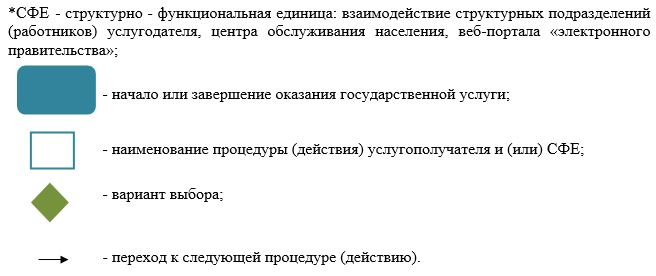 *СФЕ - структурно - функциональная единица: взаимодействие структурных подразделений
(работников) услугодателя, центра обслуживания населения, веб-портала «электронного
правительства»;
- начало или завершение оказания государственной услуги;
- наименование процедуры (действия) услугополучателя и (или) СФЕ;
- вариант выбора;
- переход к следующей процедуре (действию).